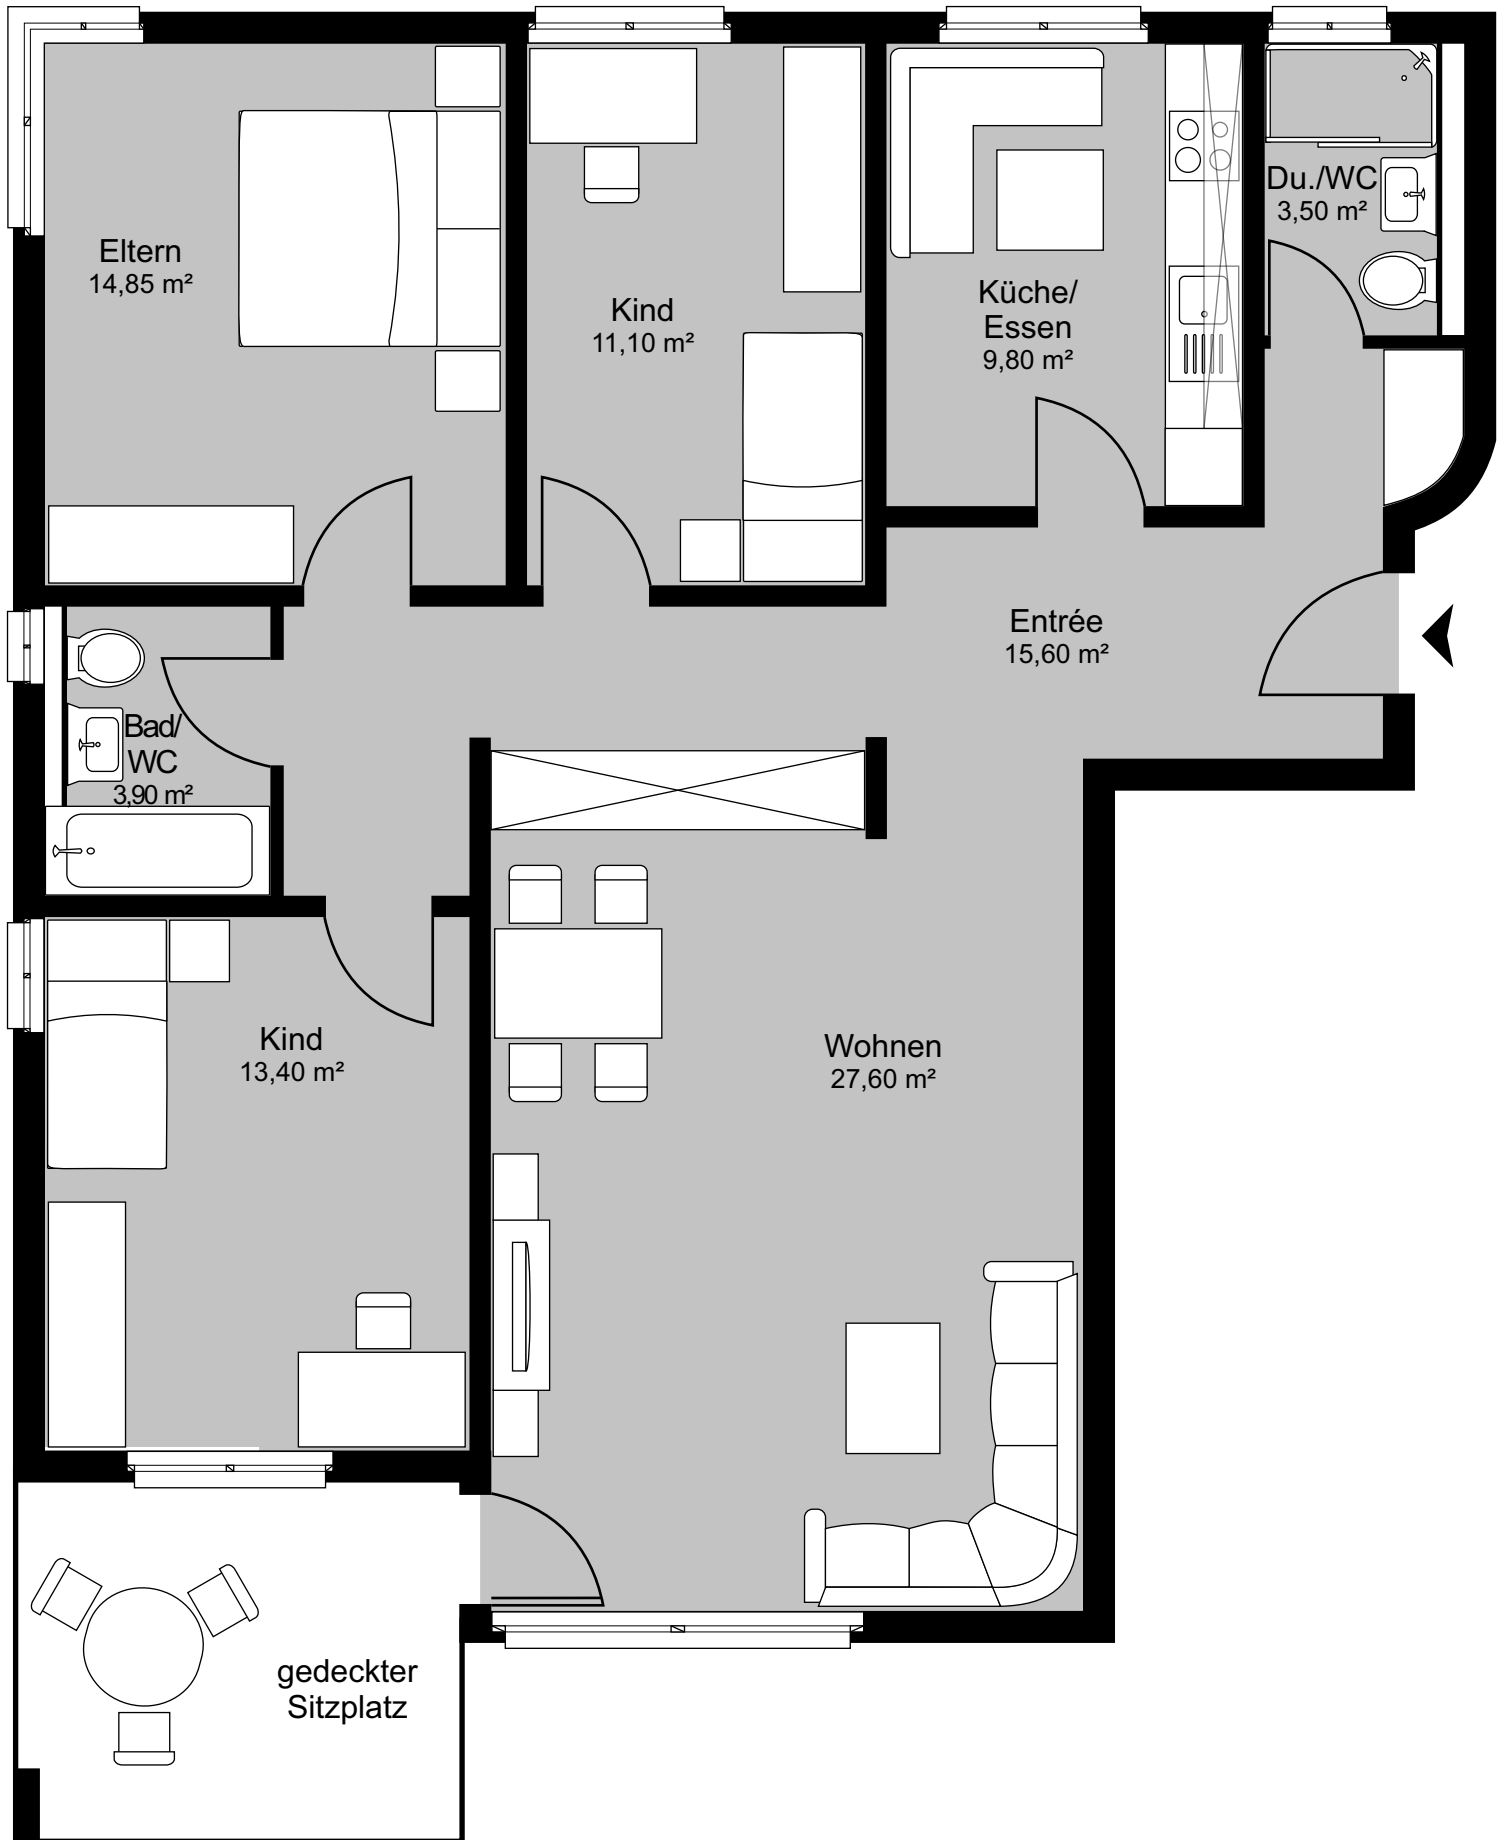 Eltern
14,85 m²
Kind
11,10 m²
Küche/
Essen
9,80 m²
Du./WC
3,50 m²
Entrée
15,60 m²
Bad/
WC
3,90 m²
Kind
13,40 m²
Wohnen
27,60 m²
gedeckter
Sitzplatz